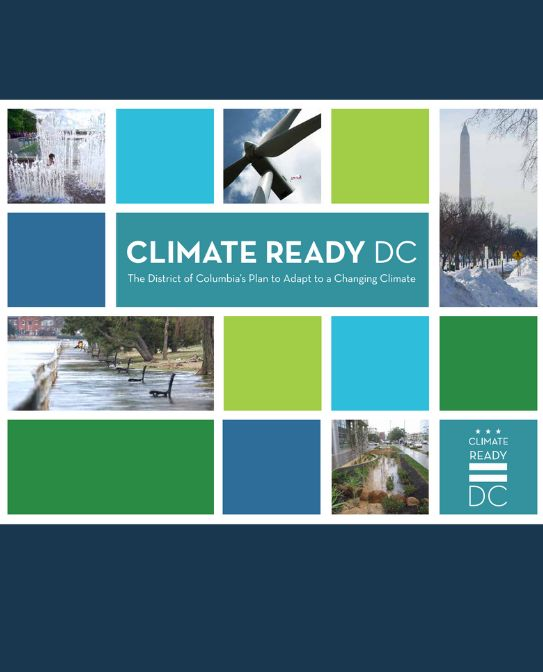 CLIMATE READY DC
The District of Columbia's Plan to Adapt to a Changing Climate
CLIMATE
READY
DC